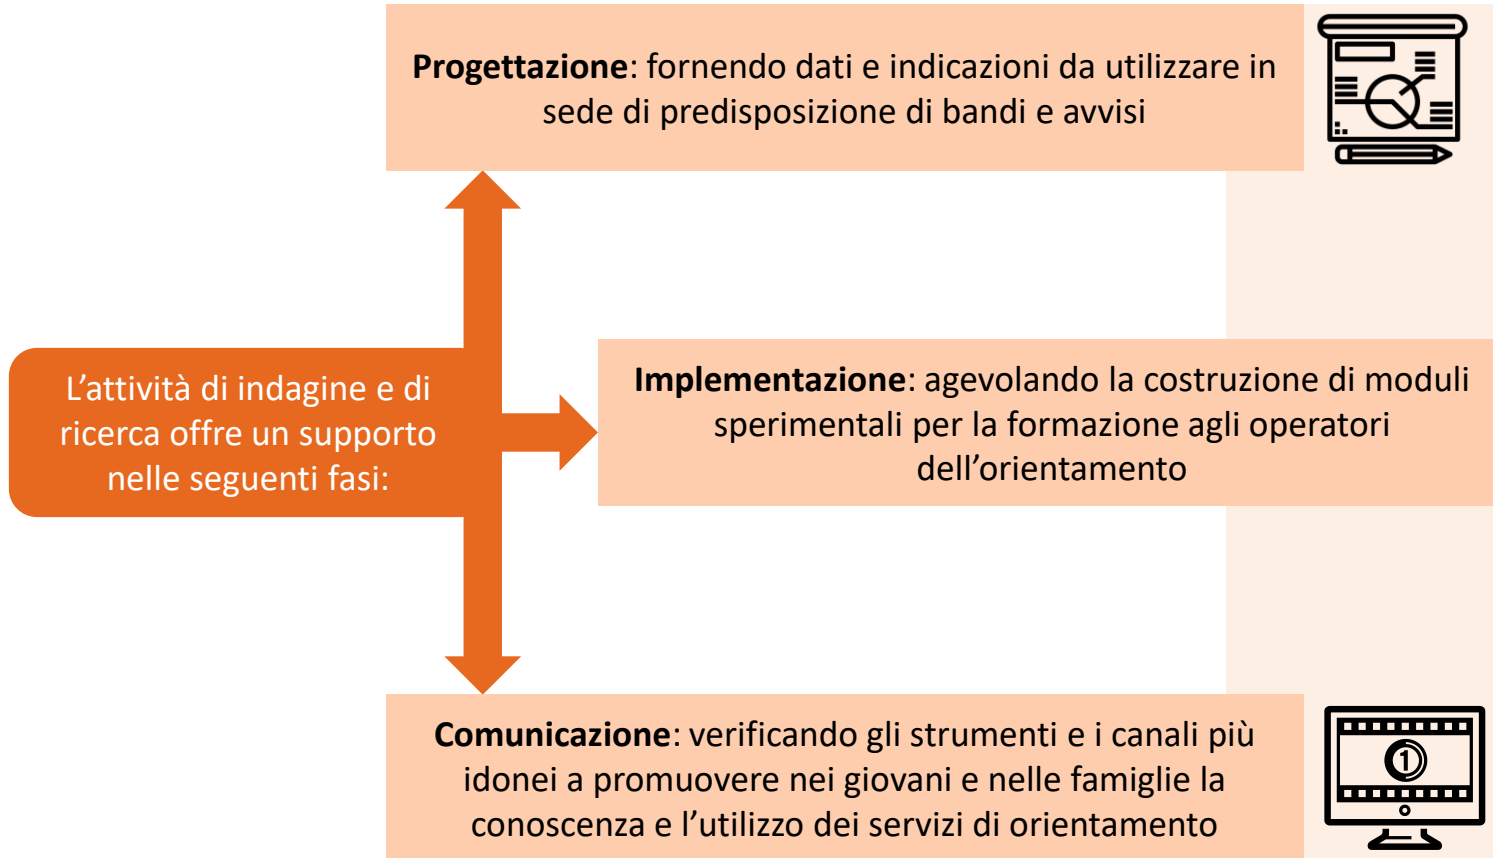 Progettazione: fornendo dati e indicazioni da utilizzare in
sede di predisposizione di bandi e avvisi
L’attività di indagine e di
ricerca offre un supporto
nelle seguenti fasi:
Implementazione: agevolando la costruzione di moduli
sperimentali per la formazione agli operatori
dell’orientamento
Comunicazione: verificando gli strumenti e i canali più
idonei a promuovere nei giovani e nelle famiglie la
conoscenza e l’utilizzo dei servizi di orientamento
1